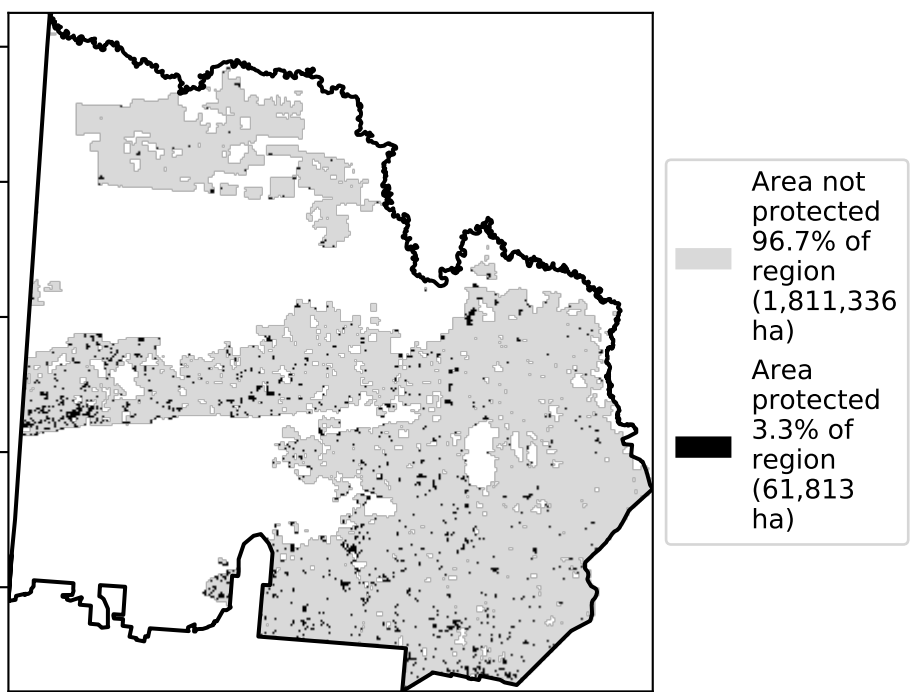 Area not
protected
96.7% of
region
(1,811,336
ha)
Area
protected
3.3% of
region
(61,813
ha)